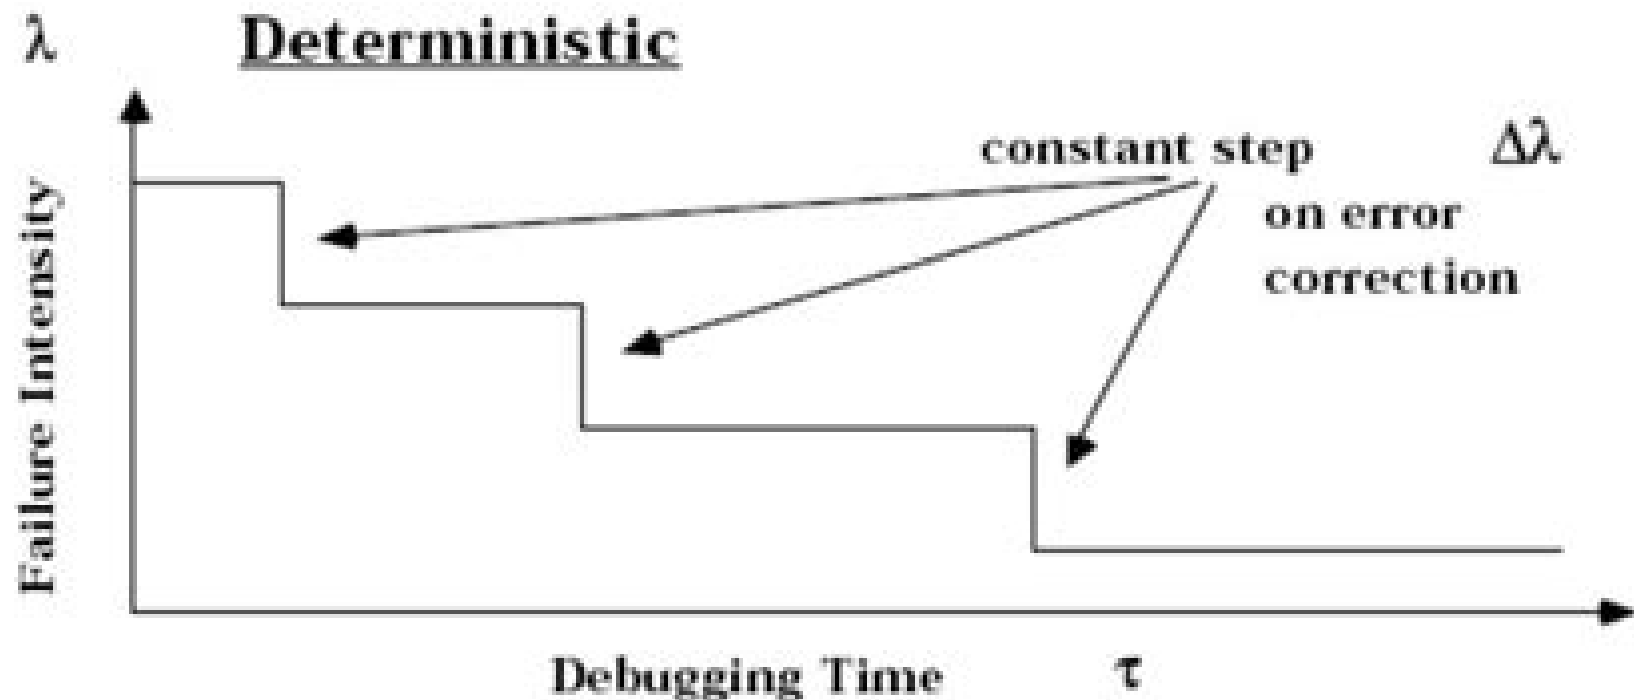 λ Deterministic
constant step Δλ
on error
correction
Failure Intensity
Debugging Time τ